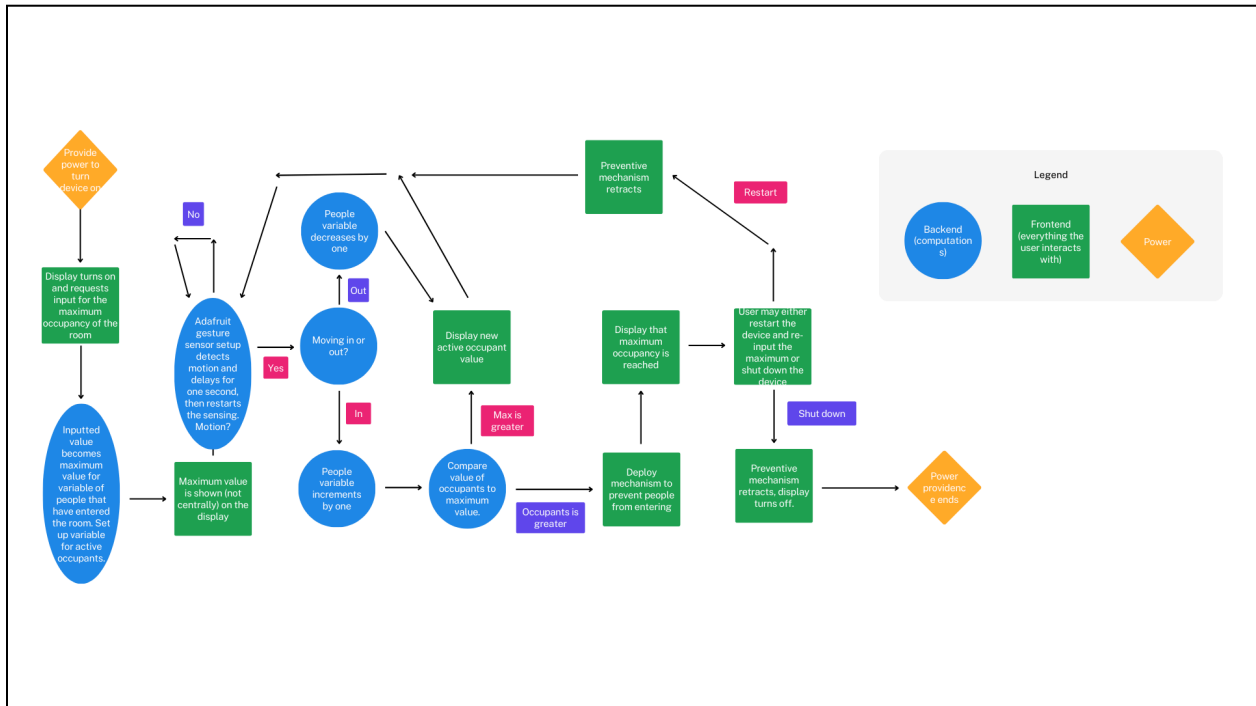 Provide
power to
turn
device on
Display turns on
and requests
input for the
maximum
occupancy of the
room
Inputted
value
becomes
maximum
value for
variable of
people that
have entered
the room. Set
up variable
for active
occupants.
No
Adafruit
gesture
sensor setup
detects
motion and
delays for
one second,
then restarts
the sensing.
Motion?
Maximum value
is shown (not
centrally) on the
display
Yes
People
variable
decreases by
one
Out
Moving in or
out?
In
People
variable
increments
by one
Display new
active occupant
value
Max is
greater
Compare
value of
occupants to
maximum
value.
Occupants is
greater
Preventive
mechanism
retracts
Display that
maximum
occupancy is
reached
Deploy
mechanism to
prevent people
from entering
Restart
User may either
restart the
device and re-
input the
maximum or
shut down the
device
Shut down
Preventive
mechanism
retracts, display
turns off.
Power
providenc
e ends
Legend
Backend
(computation
s)
Frontend
(everything the
user interacts
with)
Power